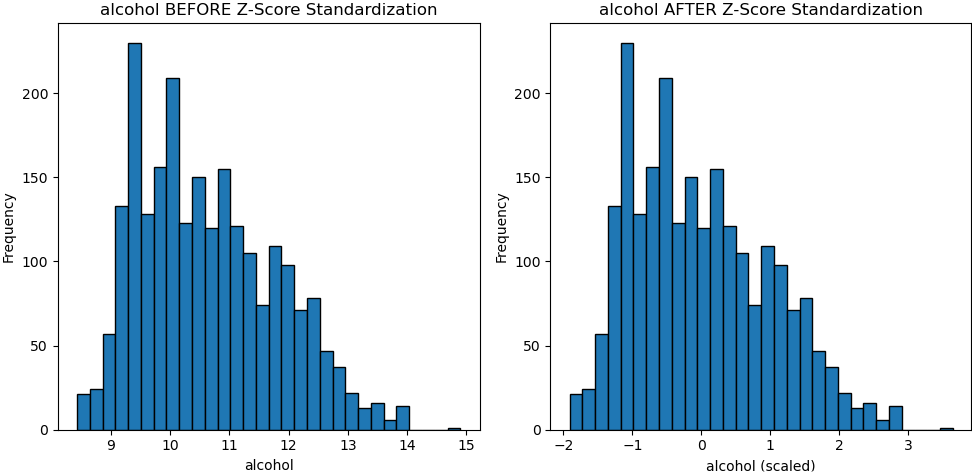 alcohol BEFORE Z-Score Standardization
Frequency
200
150
100
50
0
9 10 11 12 13 14 15
alcohol
alcohol AFTER Z-Score Standardization
Frequency
200
150
100
50
0
−2 −1 0 1 2 3
alcohol (scaled)